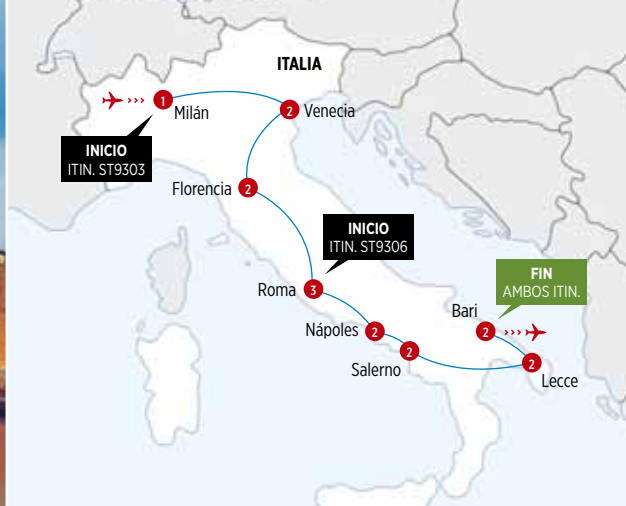 ITALIA
1
Milán
2
Venecia
INICIO
ITIN. ST9303
Florencia
2
INICIO
ITIN. ST9306
Roma
3
FIN
AMBOS ITIN.
Bari
2
Nápoles
2
Salerno
2
2
Lecce